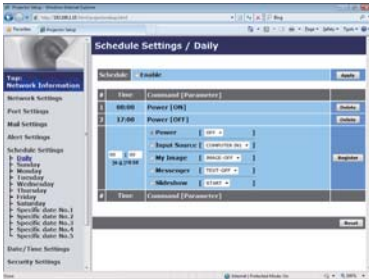 Schedule Settings / Daily
Top:
Network Information
Network Settings
Port Settings
Mail Settings
Alert Settings
Schedule Settings
Daily
Sunday
Monday
Tuesday
Wednesday
Thursday
Friday
Saturday
Specific date No.1
Specific date No.2
Specific date No.3
Specific date No.4
Specific date No.5
Date/Time Settings
Security Settings
Schedule Enable Apply
# Time Command [Parameter]
1 08:00 Power [ON] Delete
2 17:00 Power [OFF] Delete
Power [ OFF ]
Input Source [ COMPUTER IN1 ]
My Image [ IMAGE OFF ]
Messenger [ TEXT OFF ]
Slideshow [ START ]
Register
# Time Command [Parameter]
Reset